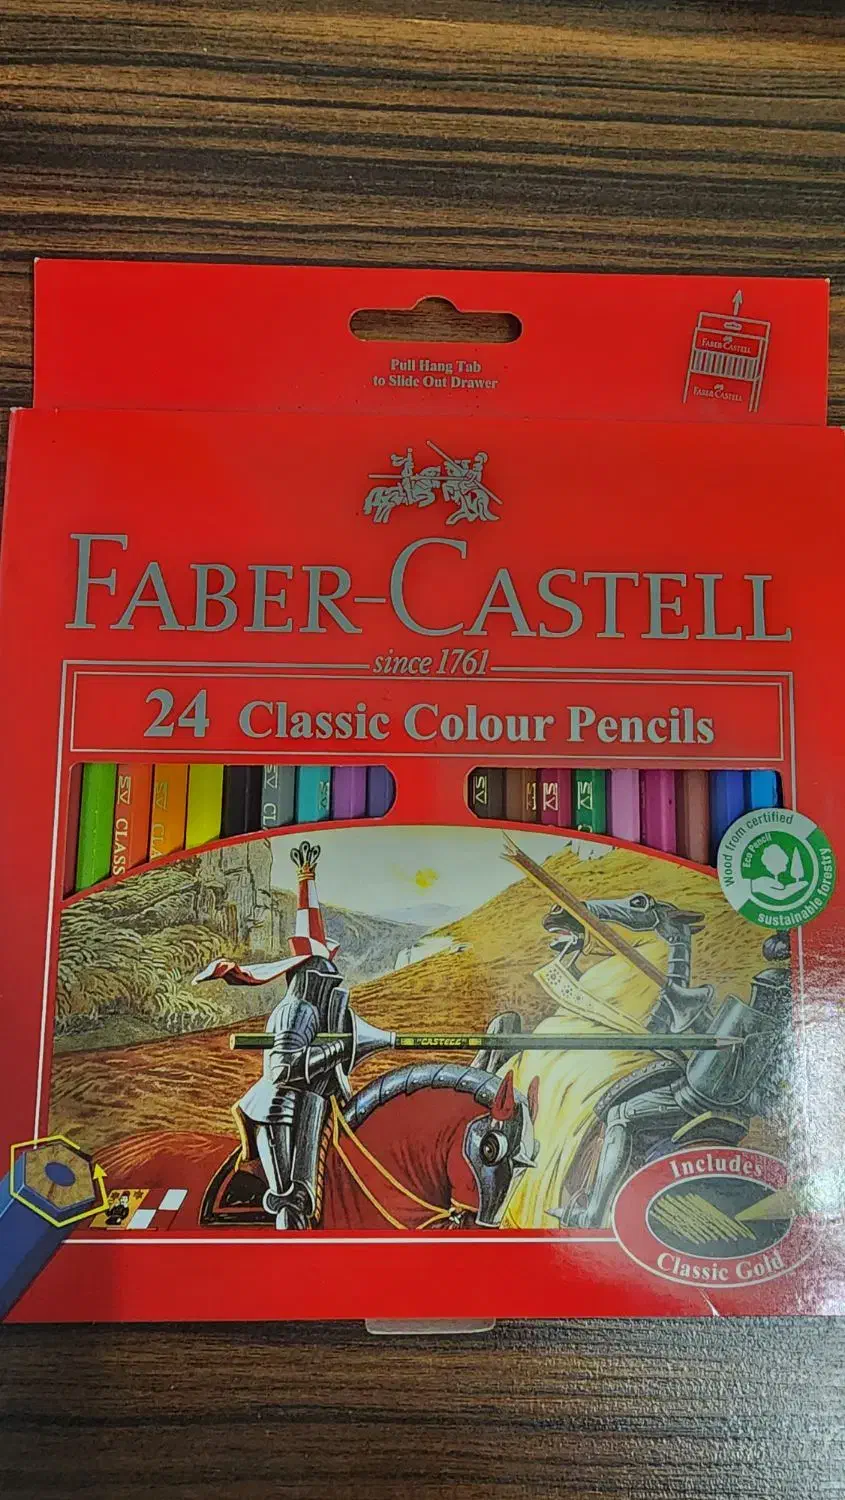 Pull Hang Tab
to Slide Out Drawer
FABER CASTELL
FABER CASTELL
FABER-CASTELL
since 1761
24 Classic Colour Pencils
CLASS
Wood from certified
Eco Pencil
sustainable forestry
"CASTELL"
Includes
Classic Gold